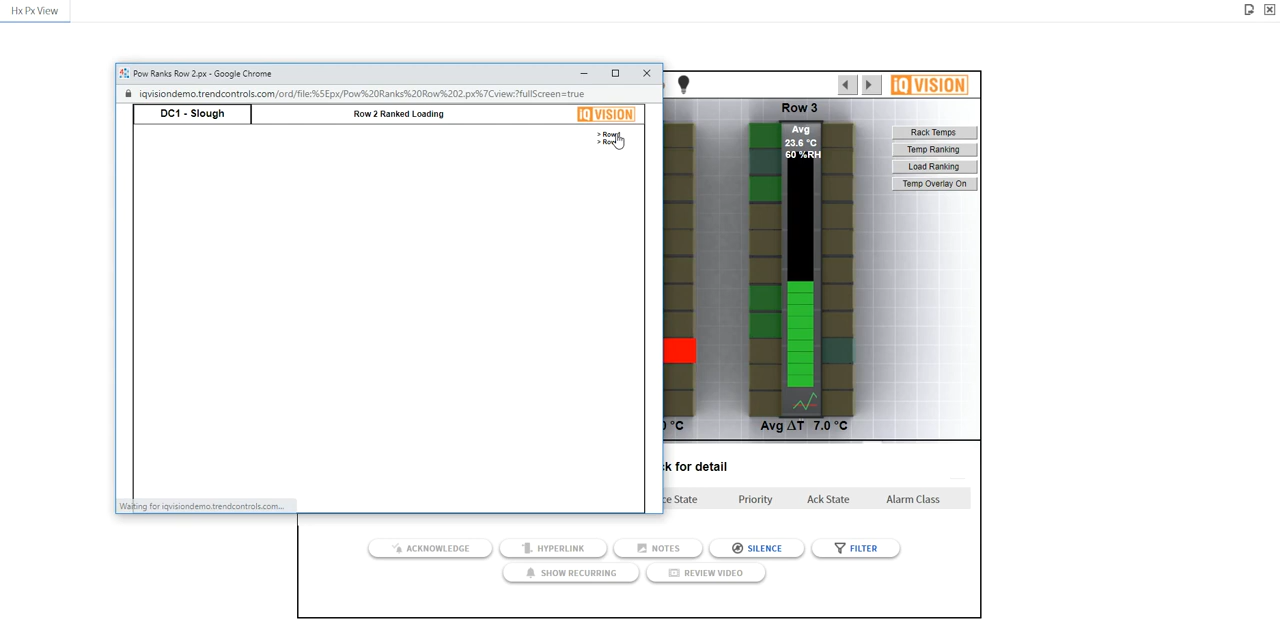 Hx Px View
Pow Ranks Row 2.px - Google Chrome
iqvisiondemo.trendcontrols.com/ord/file:%5Epx/Pow%20Ranks%20Row%202.px%7Cview:?fullScreen=true
DC1 - Slough
Row 2 Ranked Loading
iQ VISION
> Row
> Row
Waiting for iqvisiondemo.trendcontrols.com...
iQ VISION
Row 3
Avg
23.6 °C
60 %RH
Rack Temps
Temp Ranking
Load Ranking
Temp Overlay On
°C
Avg ΔT 7.0 °C
for detail
State
Priority
Ack State
Alarm Class
ACKNOWLEDGE
HYPERLINK
NOTES
SILENCE
FILTER
SHOW RECURRING
REVIEW VIDEO